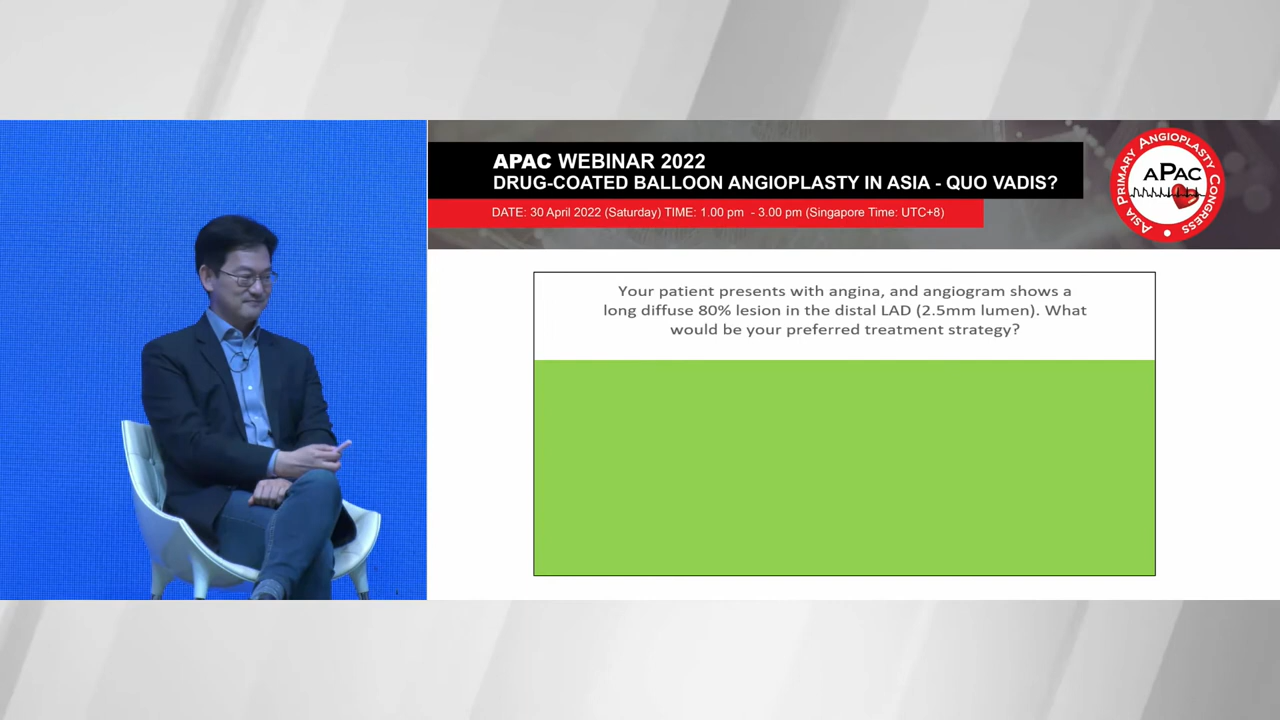 APAC WEBINAR 2022
DRUG-COATED BALLOON ANGIOPLASTY IN ASIA - QUO VADIS?
DATE: 30 April 2022 (Saturday) TIME: 1.00 pm - 3.00 pm (Singapore Time: UTC+8)
ASIA PRIMARY ANGIOPLASTY CONGRESS
APAC
Your patient presents with angina, and angiogram shows a
long diffuse 80% lesion in the distal LAD (2.5mm lumen). What
would be your preferred treatment strategy?